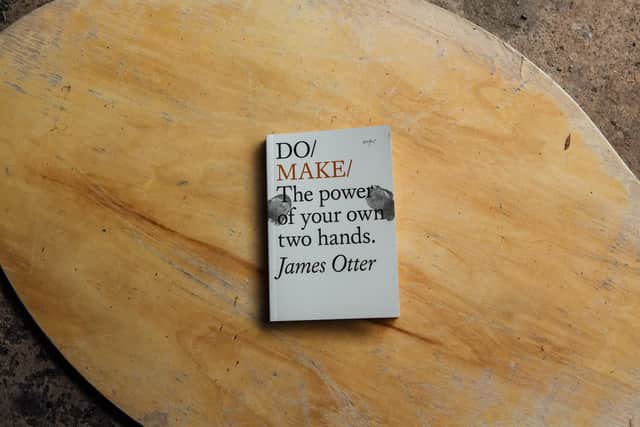 DO/
MAKE/
The power
of your own
two hands.
James Otter